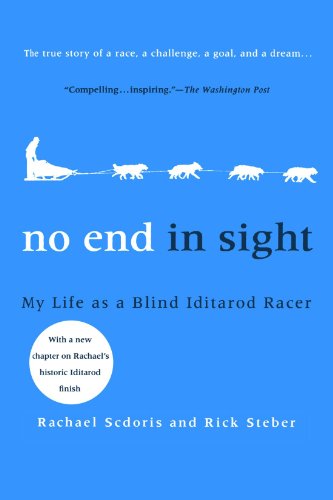 The true story of a race, a challenge, a goal, and a dream...
“Compelling...inspiring.”—The Washington Post
no end in sight
My Life as a Blind Iditarod Racer
With a new
chapter on Rachael's
historic Iditarod
finish
Rachael Scdoris and Rick Steber